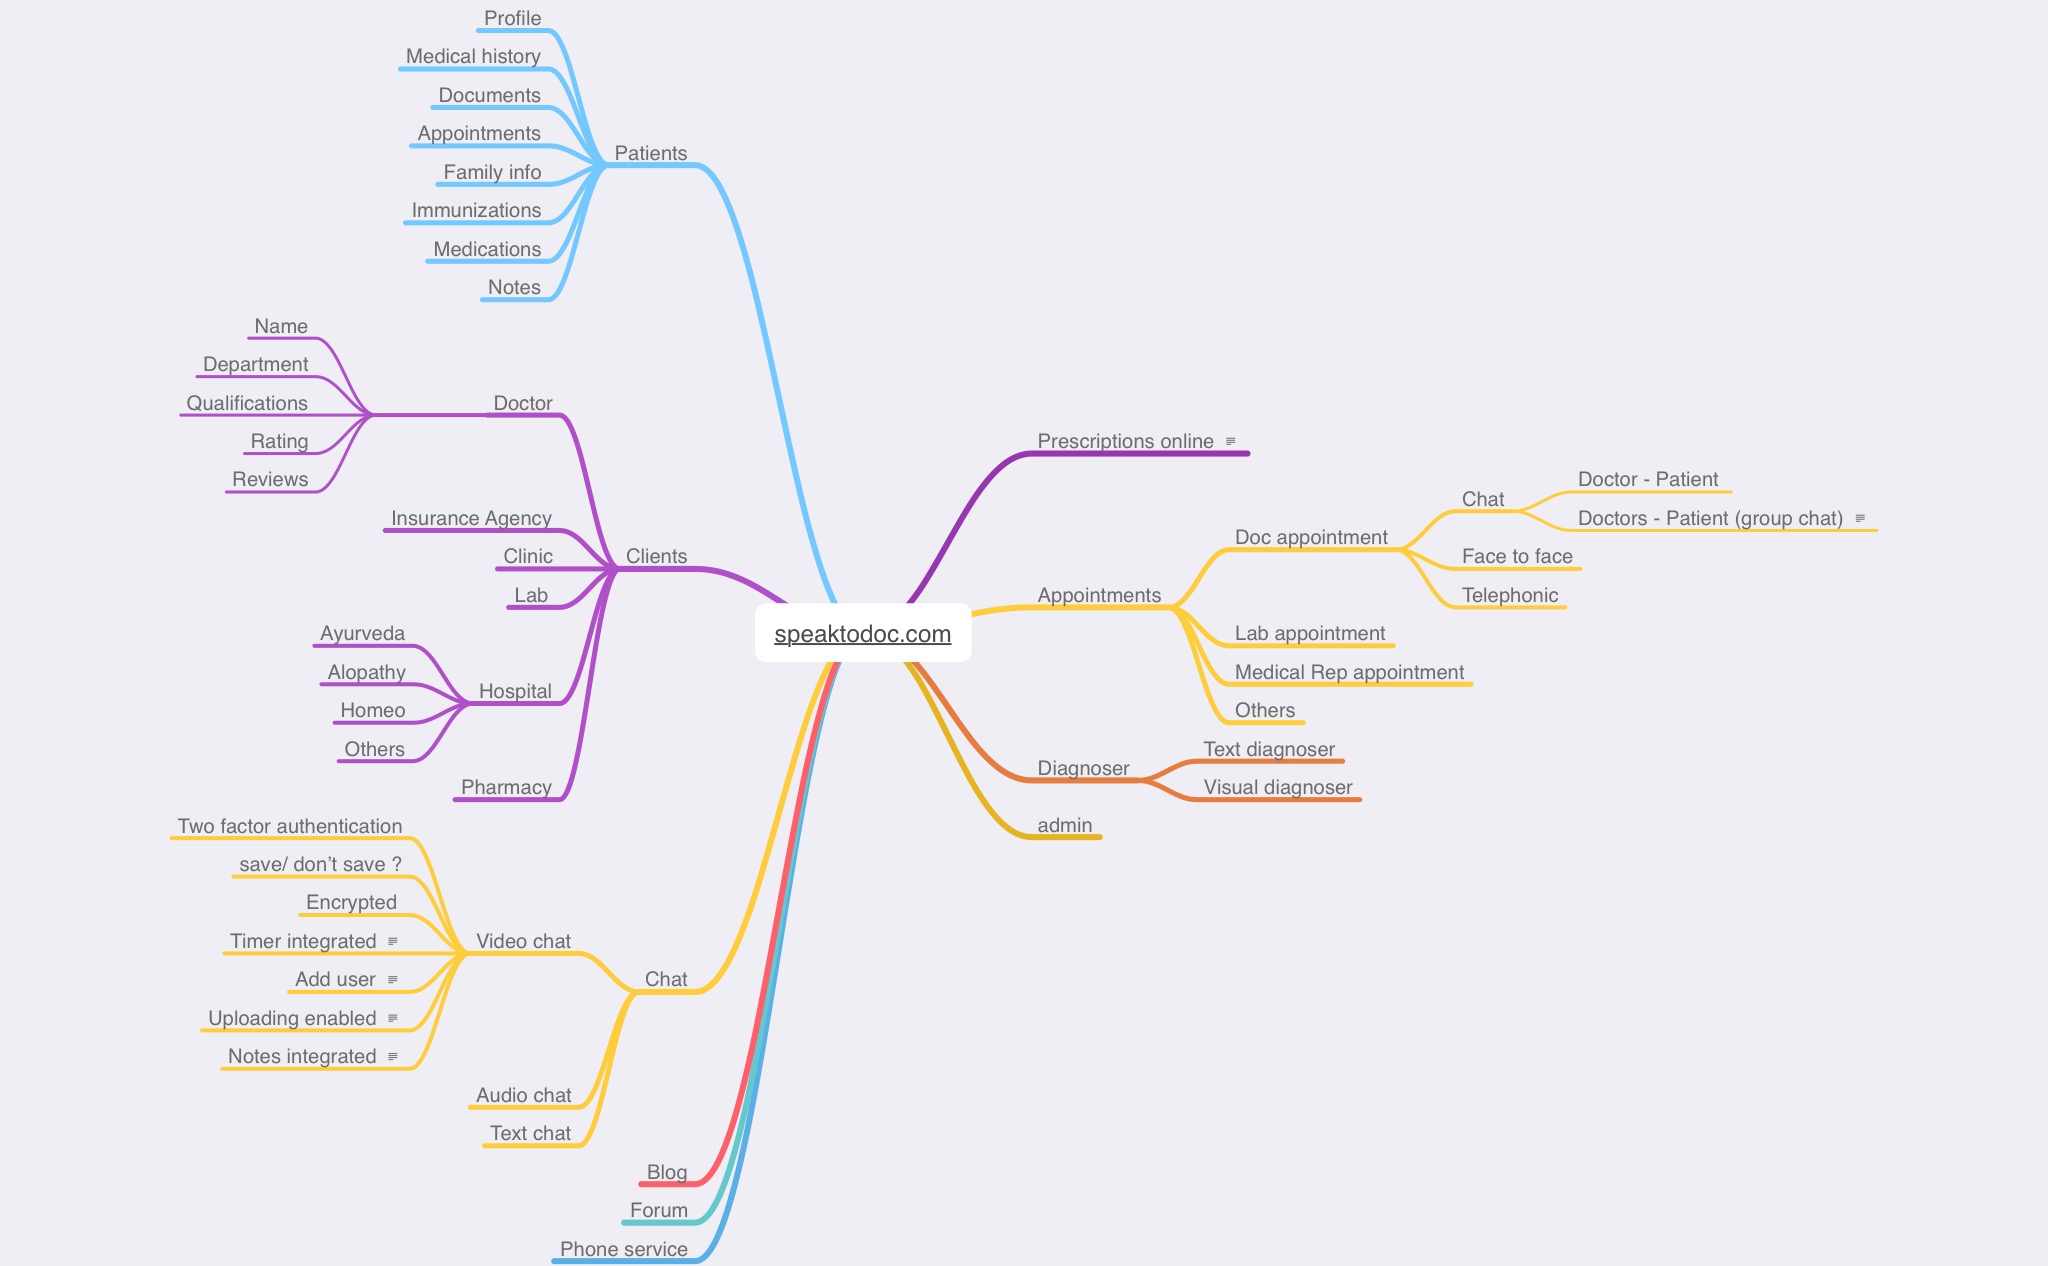 Profile
Medical history
Documents
Appointments
Family info
Immunizations
Medications
Notes
Patients
Name
Department
Qualifications
Rating
Reviews
Doctor
Insurance Agency
Clinic
Lab
Ayurveda
Alopathy
Homeo
Others
Hospital
Pharmacy
Clients
Two factor authentication
save/ don’t save ?
Encrypted
Timer integrated
Add user
Uploading enabled
Notes integrated
Video chat
Audio chat
Text chat
Chat
Blog
Forum
Phone service
speaktodoc.com
Prescriptions online
Appointments
Doc appointment
Chat
Doctor - Patient
Doctors - Patient (group chat)
Face to face
Telephonic
Lab appointment
Medical Rep appointment
Others
Diagnoser
Text diagnoser
Visual diagnoser
admin